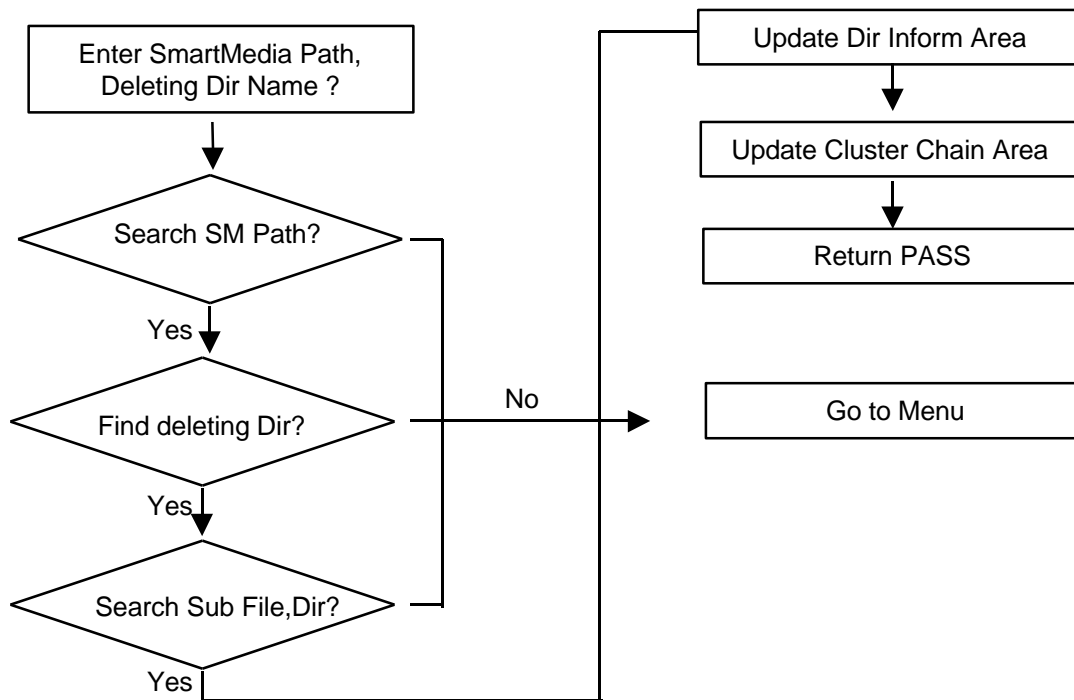 Enter SmartMedia Path,
Deleting Dir Name ?
Search SM Path?
Yes
Find deleting Dir?
Yes
Search Sub File,Dir?
Yes
No
Update Dir Inform Area
Update Cluster Chain Area
Return PASS
Go to Menu